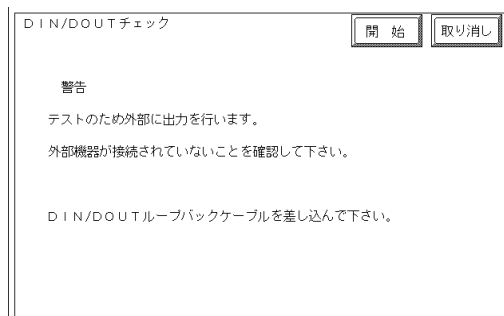 ＤＩＮ/ＤＯＵＴチェック
開　始
取り消し
警告
テストのため外部に出力を行います。
外部機器が接続されていないことを確認して下さい。
ＤＩＮ/ＤＯＵＴループバックケーブルを差し込んで下さい。